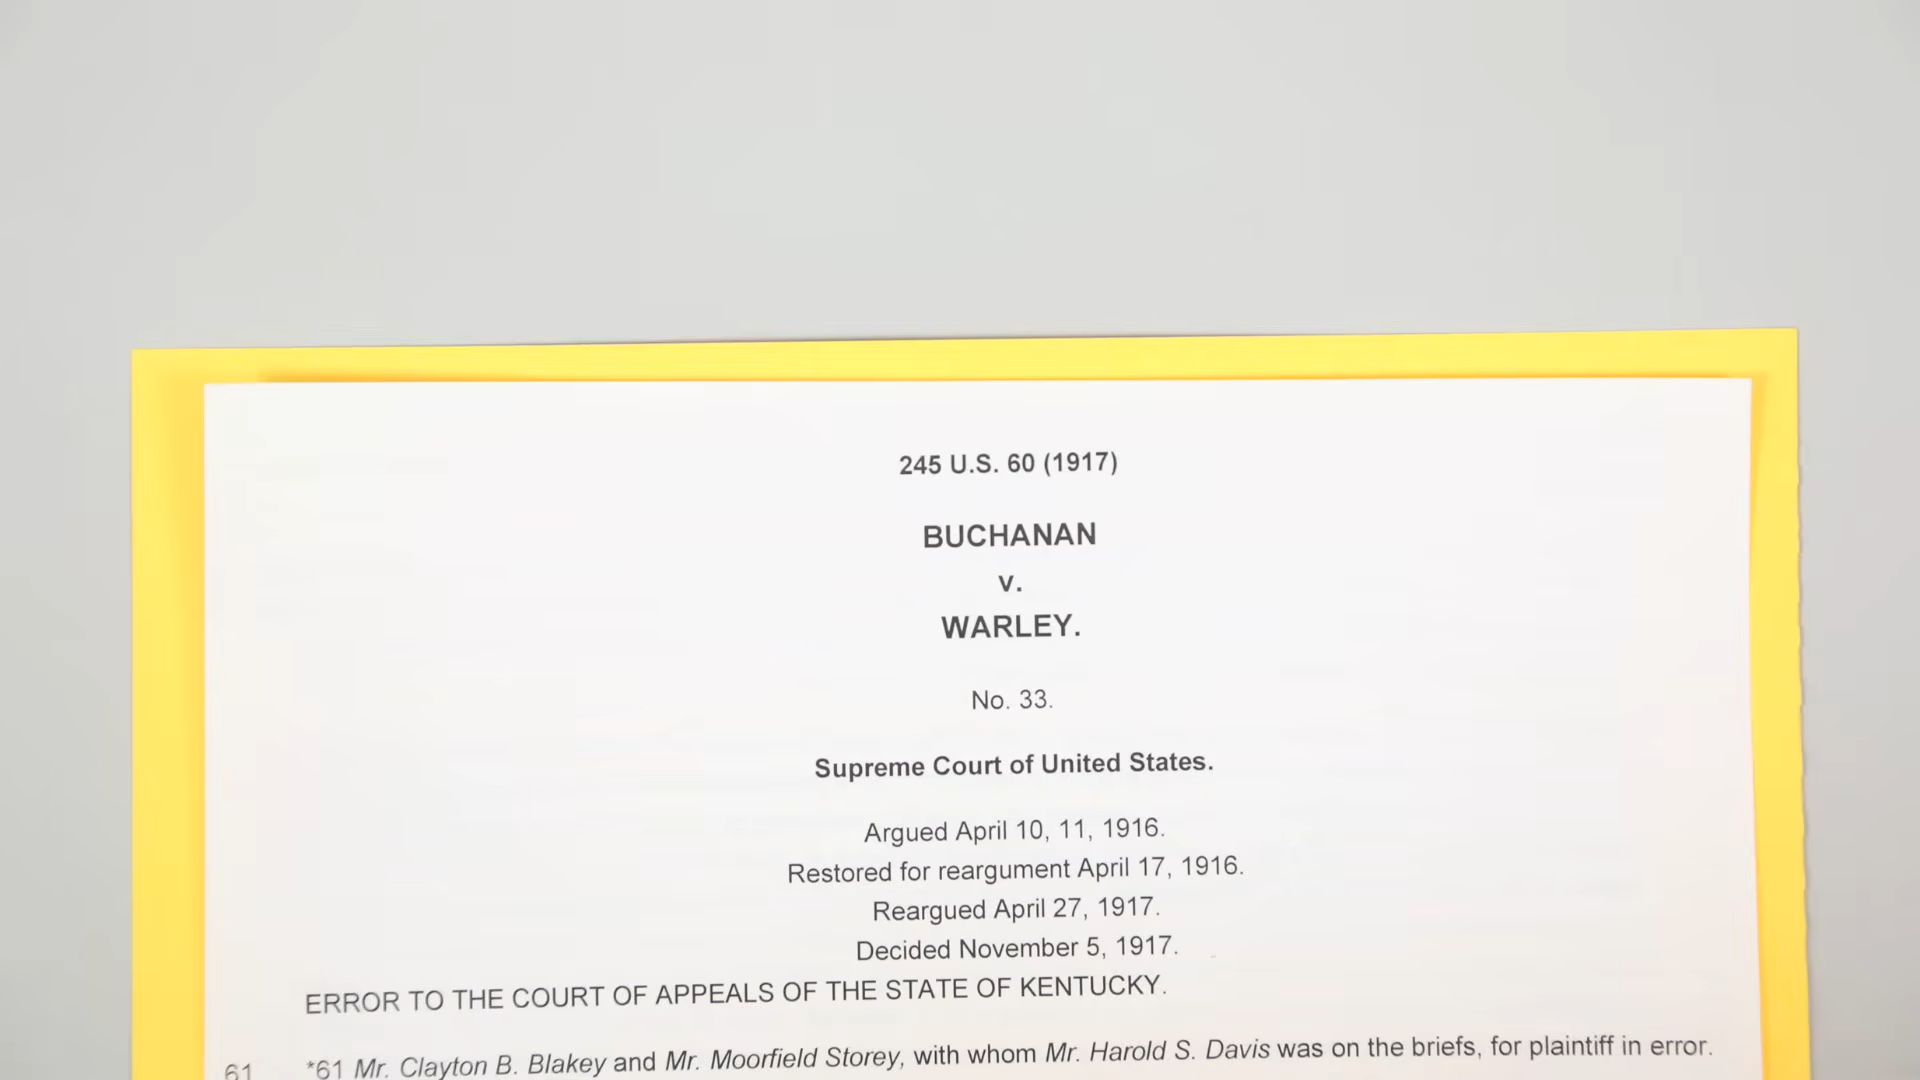 245 U.S. 60 (1917)
BUCHANAN
v.
WARLEY.
No. 33.
Supreme Court of United States.
Argued April 10, 11, 1916.
Restored for reargument April 17, 1916.
Reargued April 27, 1917.
Decided November 5, 1917.
ERROR TO THE COURT OF APPEALS OF THE STATE OF KENTUCKY.
61 *61 Mr. Clayton B. Blakey and Mr. Moorfield Storey, with whom Mr. Harold S. Davis was on the briefs, for plaintiff in error.